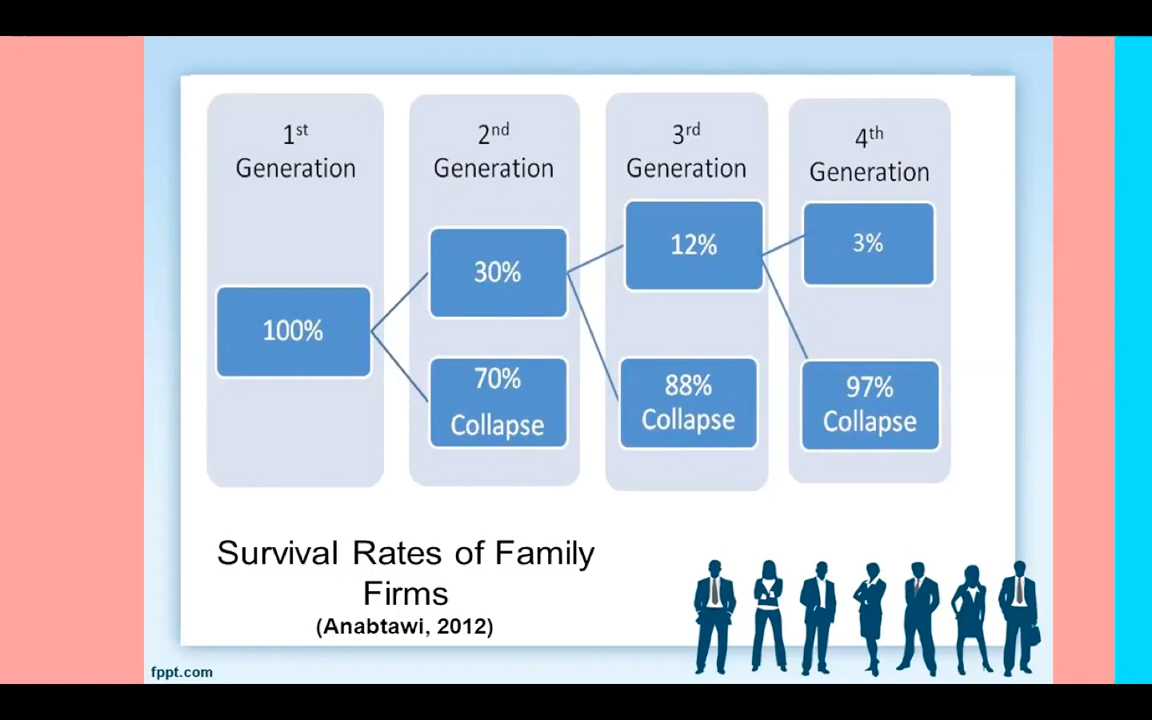 1st
Generation
100%
2nd
Generation
30%
70%
Collapse
3rd
Generation
12%
88%
Collapse
4th
Generation
3%
97%
Collapse
Survival Rates of Family
Firms
(Anabtawi, 2012)
fppt.com